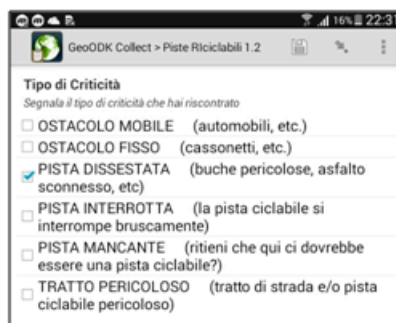 16% 22:31
GeoODK Collect > Piste RIciclabili 1.2
Tipo di Criticità
Segnala il tipo di criticità che hai riscontrato
OSTACOLO MOBILE (automobili, etc.)
OSTACOLO FISSO (cassonetti, etc.)
PISTA DISSESTATA (buche pericolose, asfalto
sconnesso, etc)
PISTA INTERROTTA (la pista ciclabile si
interrompe bruscamente)
PISTA MANCANTE (ritieni che qui ci dovrebbe
essere una pista ciclabile?)
TRATTO PERICOLOSO (tratto di strada e/o pista
ciclabile pericoloso)